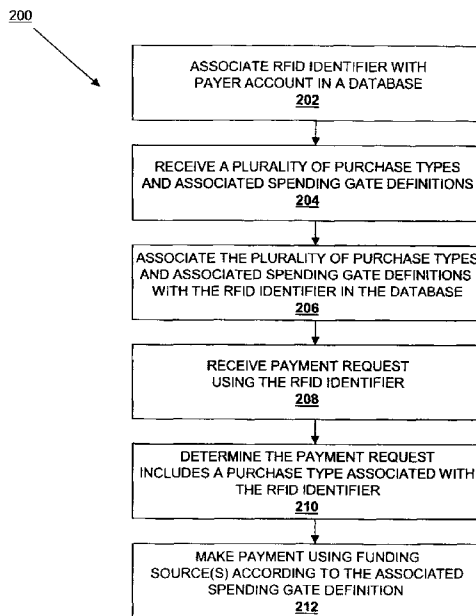 200
ASSOCIATE RFID IDENTIFIER WITH
PAYER ACCOUNT IN A DATABASE
202
RECEIVE A PLURALITY OF PURCHASE TYPES
AND ASSOCIATED SPENDING GATE DEFINITIONS
204
ASSOCIATE THE PLURALITY OF PURCHASE TYPES
AND ASSOCIATED SPENDING GATE DEFINITIONS
WITH THE RFID IDENTIFIER IN THE DATABASE
206
RECEIVE PAYMENT REQUEST
USING THE RFID IDENTIFIER
208
DETERMINE THE PAYMENT REQUEST
INCLUDES A PURCHASE TYPE ASSOCIATED WITH
THE RFID IDENTIFIER
210
MAKE PAYMENT USING FUNDING
SOURCE(S) ACCORDING TO THE ASSOCIATED
SPENDING GATE DEFINITION
212